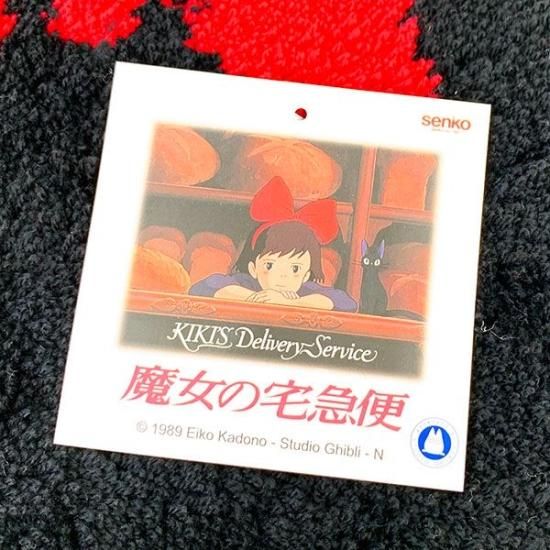 senko
KIKI'S Delivery Service
魔女の宅急便
© 1989 Eiko Kadono - Studio Ghibli - N